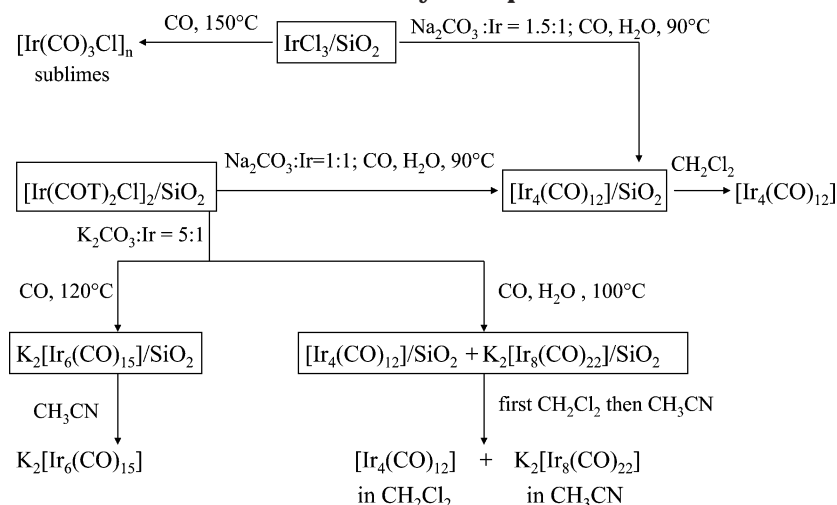 CO, 150°C
Na₂CO₃ :Ir = 1.5:1; CO, H₂O, 90°C
[Ir(CO)₃Cl]ₙ
IrCl₃/SiO₂
sublimes
Na₂CO₃:Ir=1:1; CO, H₂O, 90°C
CH₂Cl₂
[Ir(COT)₂Cl]₂/SiO₂
[Ir₄(CO)₁₂]/SiO₂
[Ir₄(CO)₁₂]
K₂CO₃:Ir = 5:1
CO, 120°C
CO, H₂O , 100°C
K₂[Ir₆(CO)₁₅]/SiO₂
[Ir₄(CO)₁₂]/SiO₂ + K₂[Ir₈(CO)₂₂]/SiO₂
CH₃CN
first CH₂Cl₂ then CH₃CN
K₂[Ir₆(CO)₁₅]
[Ir₄(CO)₁₂] + K₂[Ir₈(CO)₂₂]
in CH₂Cl₂
in CH₃CN